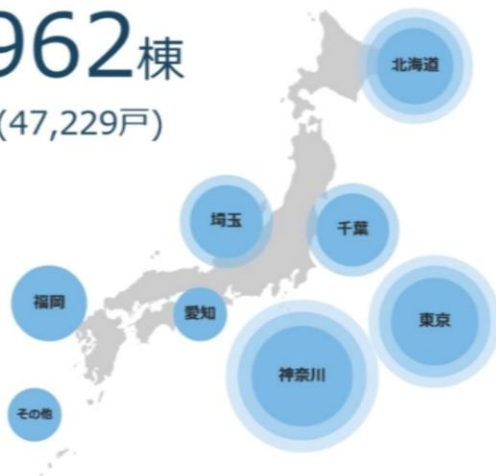 962棟
(47,229戸)
北海道
埼玉
千葉
福岡
愛知
東京
神奈川
その他